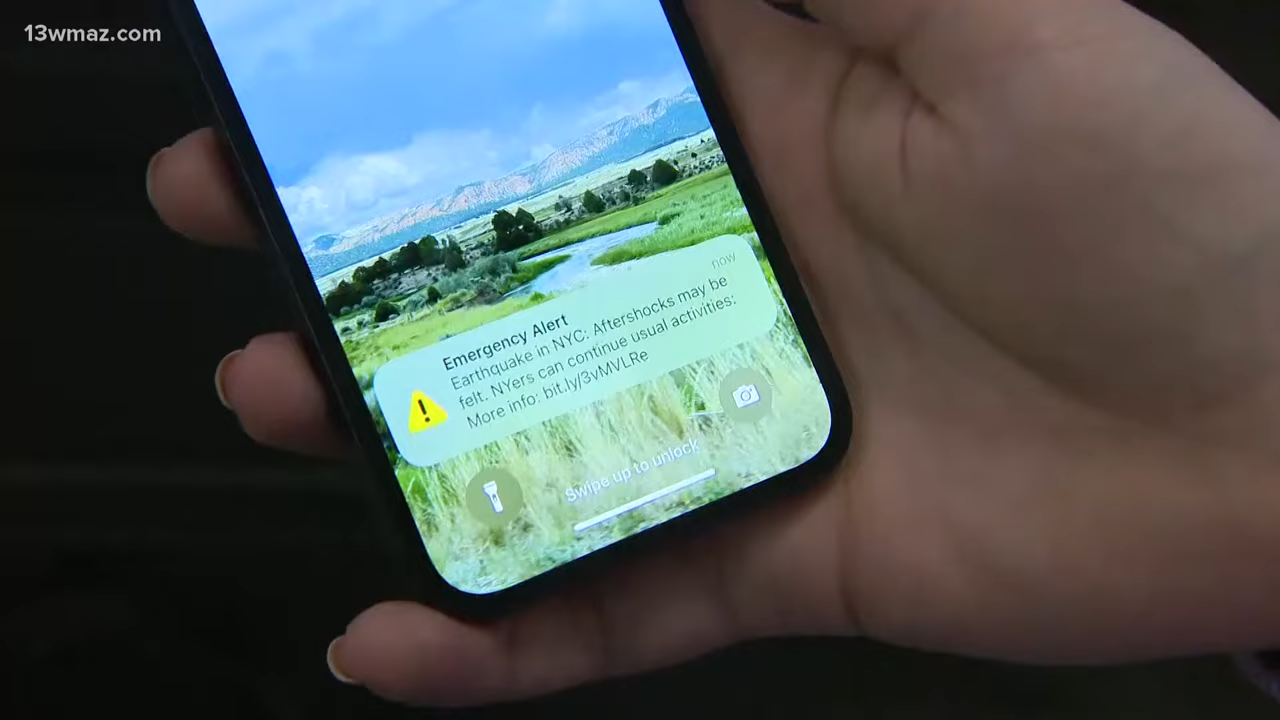 13wmaz.com
now
Emergency Alert
Earthquake in NYC: Aftershocks may be
felt. NYers can continue usual activities:
More info: bit.ly/3vMVLRe
Swipe up to unlock